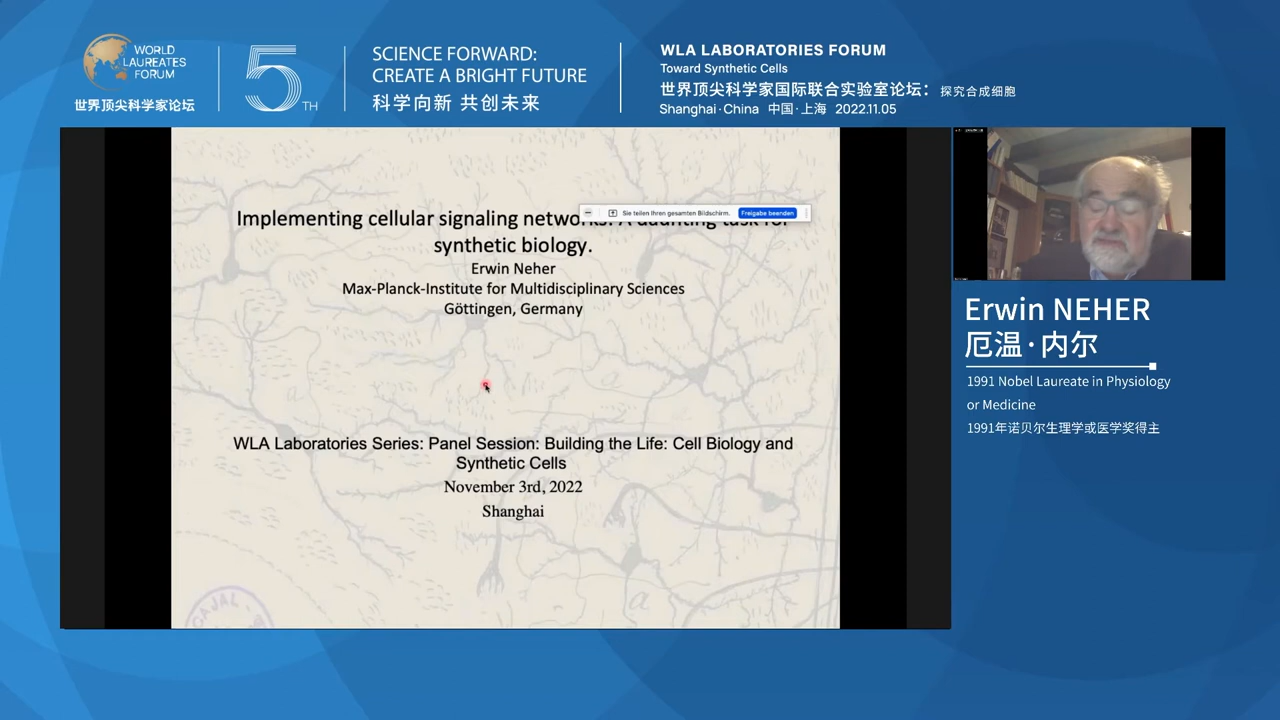 WORLD
LAUREATES
FORUM
世界顶尖科学家论坛
5TH
SCIENCE FORWARD:
CREATE A BRIGHT FUTURE
科学向新 共创未来
WLA LABORATORIES FORUM
Toward Synthetic Cells
世界顶尖科学家国际联合实验室论坛：探究合成细胞
Shanghai·China 中国·上海 2022.11.05
Sie teilen Ihren gesamten Bildschirm. Freigabe beenden
Implementing cellular signaling networks: A daunting task for
synthetic biology.
Erwin Neher
Max-Planck-Institute for Multidisciplinary Sciences
Göttingen, Germany
WLA Laboratories Series: Panel Session: Building the Life: Cell Biology and
Synthetic Cells
November 3rd, 2022
Shanghai
a
CAJAL
Erwin NEHER
厄温·内尔
1991 Nobel Laureate in Physiology
or Medicine
1991年诺贝尔生理学或医学奖得主